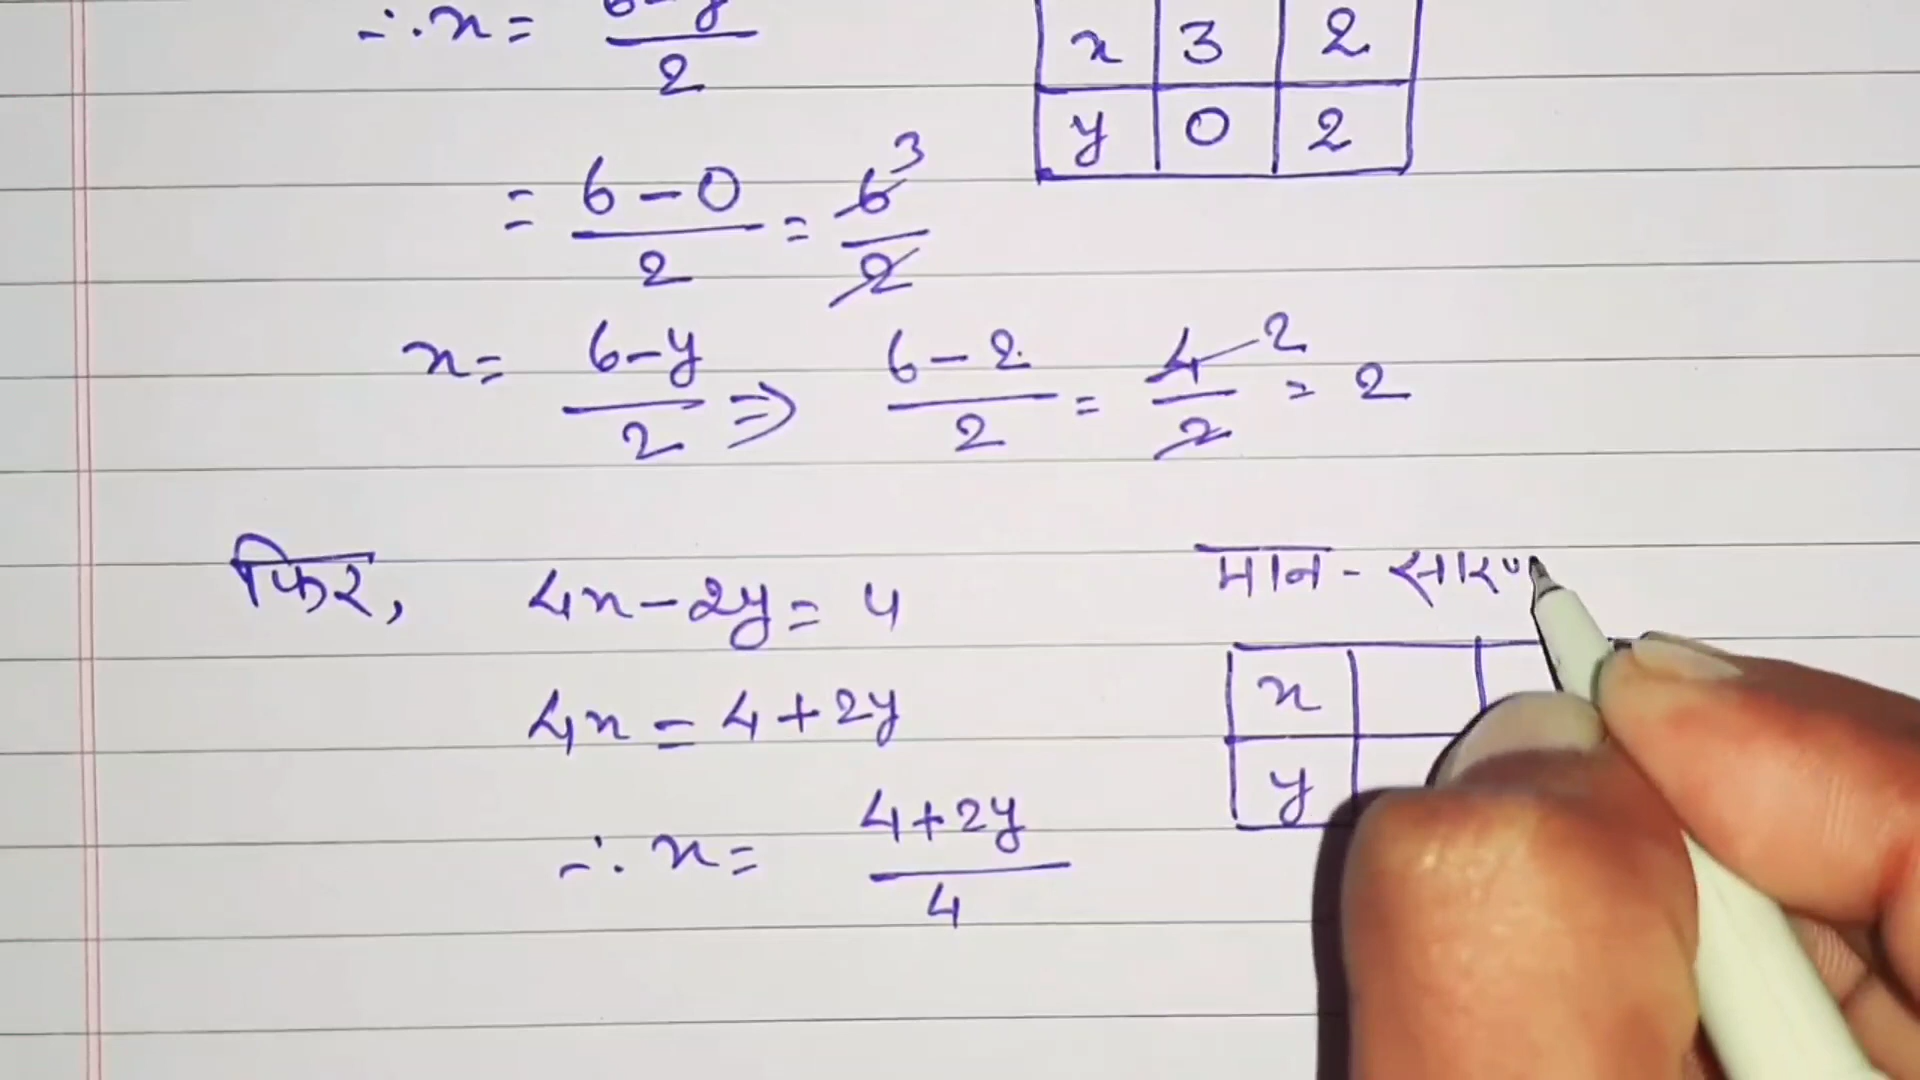 ∴ x = 6-y/2
x | 3 | 2
y | 0 | 2
= 6-0/2 = 6/2 3
x = 6-y/2 ⇒ 6-2/2 = 4/2 2 = 2
फिर, 4x-2y = 4
मान-
4x = 4+2y
x
y
∴ x = 4+2y/4